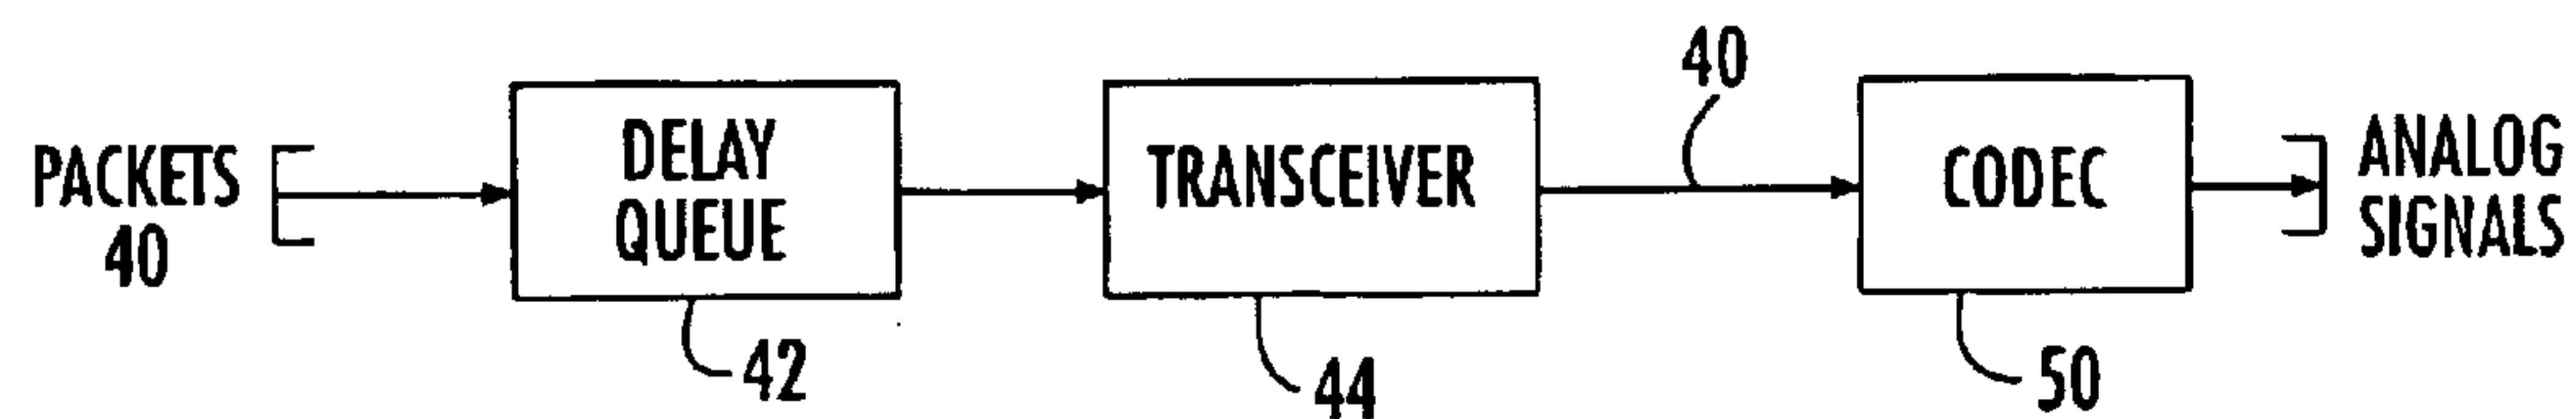 PACKETS
40
DELAY
QUEUE
42
TRANSCEIVER
44
40
CODEC
50
ANALOG
SIGNALS